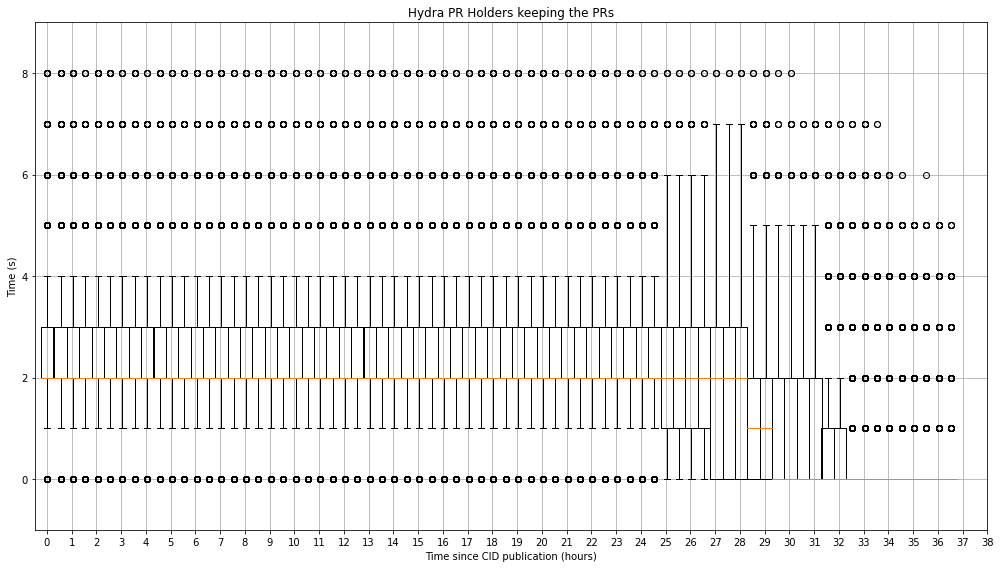 Hydra PR Holders keeping the PRs
8
6
4
2
0
Time (s)
0 1 2 3 4 5 6 7 8 9 10 11 12 13 14 15 16 17 18 19 20 21 22 23 24 25 26 27 28 29 30 31 32 33 34 35 36 37 38
Time since CID publication (hours)